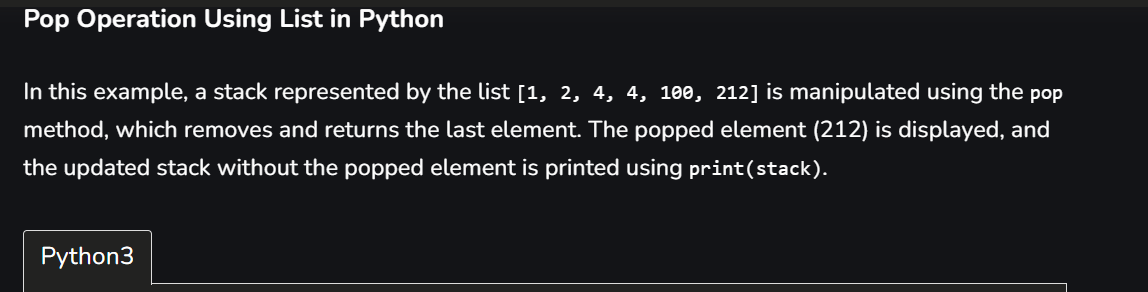 Pop Operation Using List in Python
In this example, a stack represented by the list [1, 2, 4, 4, 100, 212] is manipulated using the pop
method, which removes and returns the last element. The popped element (212) is displayed, and
the updated stack without the popped element is printed using print(stack).
Python3